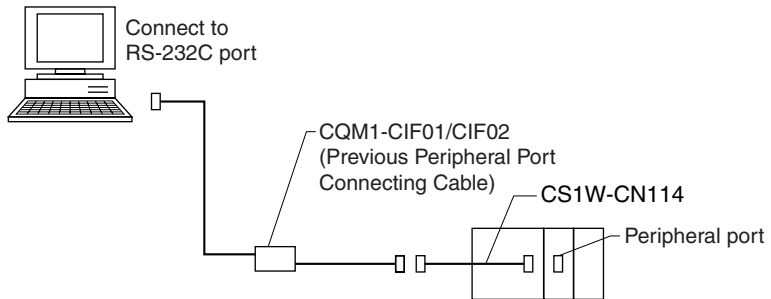 Connect to
RS-232C port
CQM1-CIF01/CIF02
(Previous Peripheral Port
Connecting Cable)
CS1W-CN114
Peripheral port